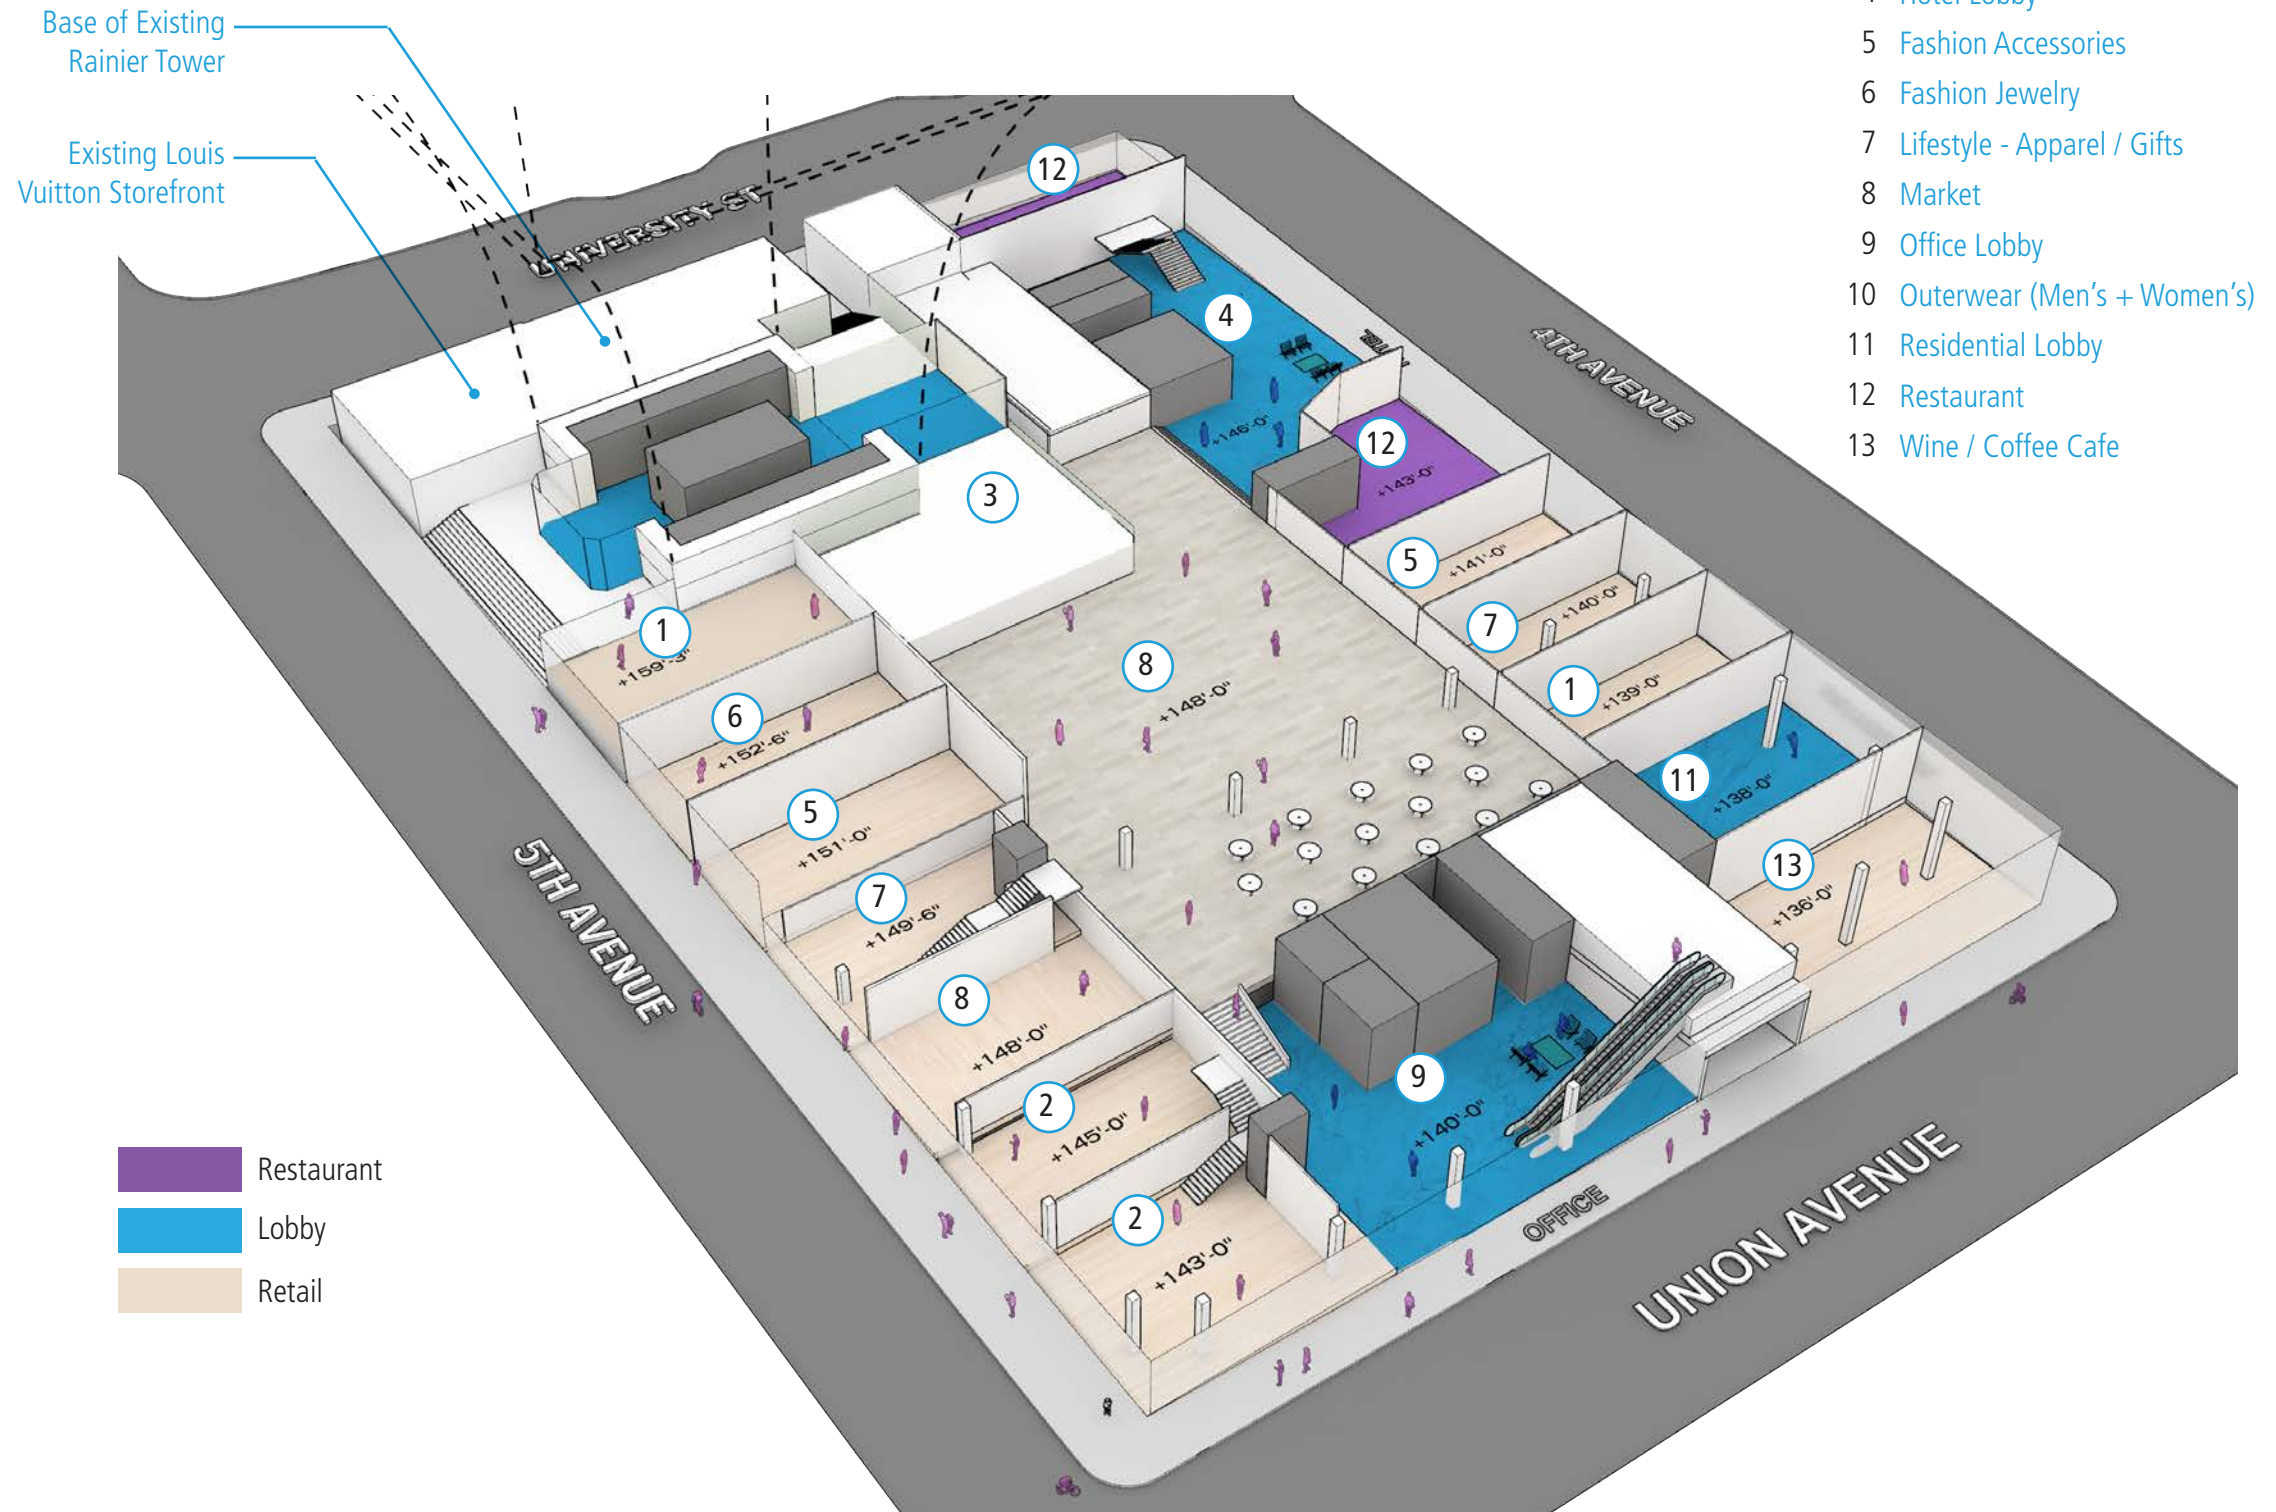 Base of Existing
Rainier Tower
Existing Louis
Vuitton Storefront
Hotel Lobby
5 Fashion Accessories
6 Fashion Jewelry
7 Lifestyle - Apparel / Gifts
8 Market
9 Office Lobby
10 Outerwear (Men's + Women's)
11 Residential Lobby
12 Restaurant
13 Wine / Coffee Cafe
UNIVERSITY ST
4TH AVENUE
5TH AVENUE
UNION AVENUE
OFFICE
12
4
+146'-0"
12
+143'-0"
3
5
+141'-0"
7
+140'-0"
1
+139'-0"
11
+138'-0"
13
+136'-0"
8
+148'-0"
1
+159'-3"
6
+152'-6"
5
+151'-0"
7
+149'-6"
8
+148'-0"
2
+145'-0"
2
+143'-0"
9
+140'-0"
Restaurant
Lobby
Retail